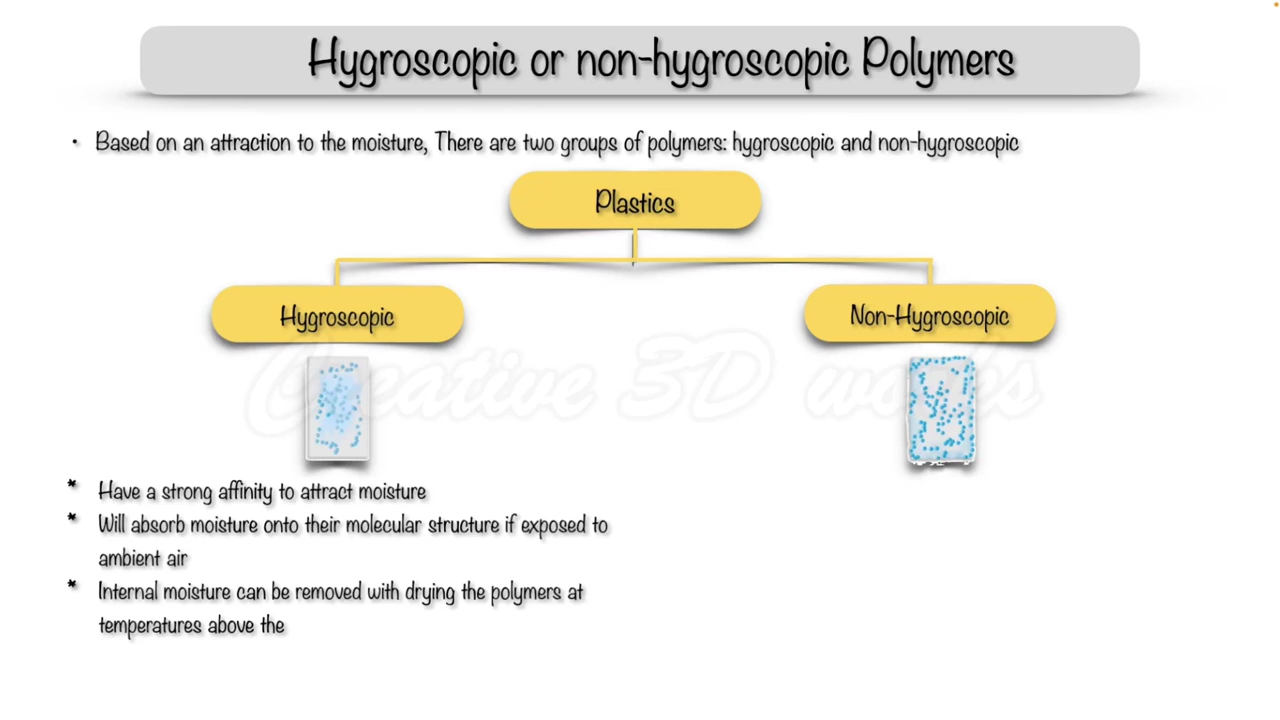 Hygroscopic or non-hygroscopic Polymers
• Based on an attraction to the moisture, There are two groups of polymers: hygroscopic and non-hygroscopic
Plastics
Hygroscopic
Non-Hygroscopic
Creative 3D works
* Have a strong affinity to attract moisture
* Will absorb moisture onto their molecular structure if exposed to
ambient air
* Internal moisture can be removed with drying the polymers at
temperatures above the